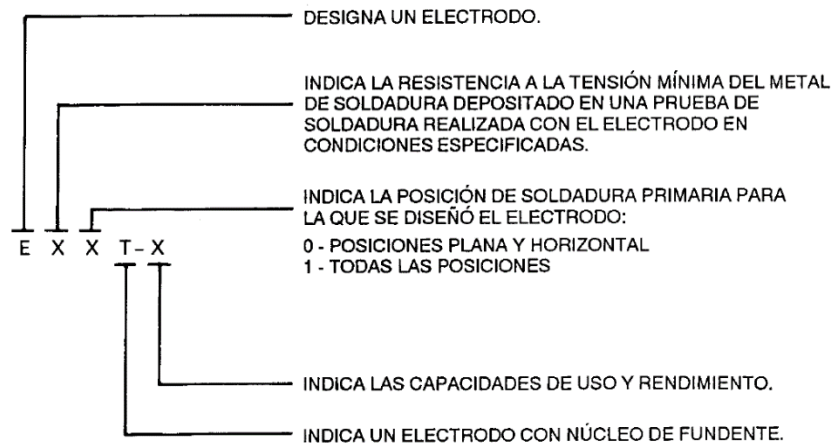 DESIGNA UN ELECTRODO.
INDICA LA RESISTENCIA A LA TENSIÓN MÍNIMA DEL METAL
DE SOLDADURA DEPOSITADO EN UNA PRUEBA DE
SOLDADURA REALIZADA CON EL ELECTRODO EN
CONDICIONES ESPECIFICADAS.
INDICA LA POSICIÓN DE SOLDADURA PRIMARIA PARA
LA QUE SE DISEÑÓ EL ELECTRODO:
0 - POSICIONES PLANA Y HORIZONTAL
1 - TODAS LAS POSICIONES
E X X T - X
INDICA LAS CAPACIDADES DE USO Y RENDIMIENTO.
INDICA UN ELECTRODO CON NÚCLEO DE FUNDENTE.